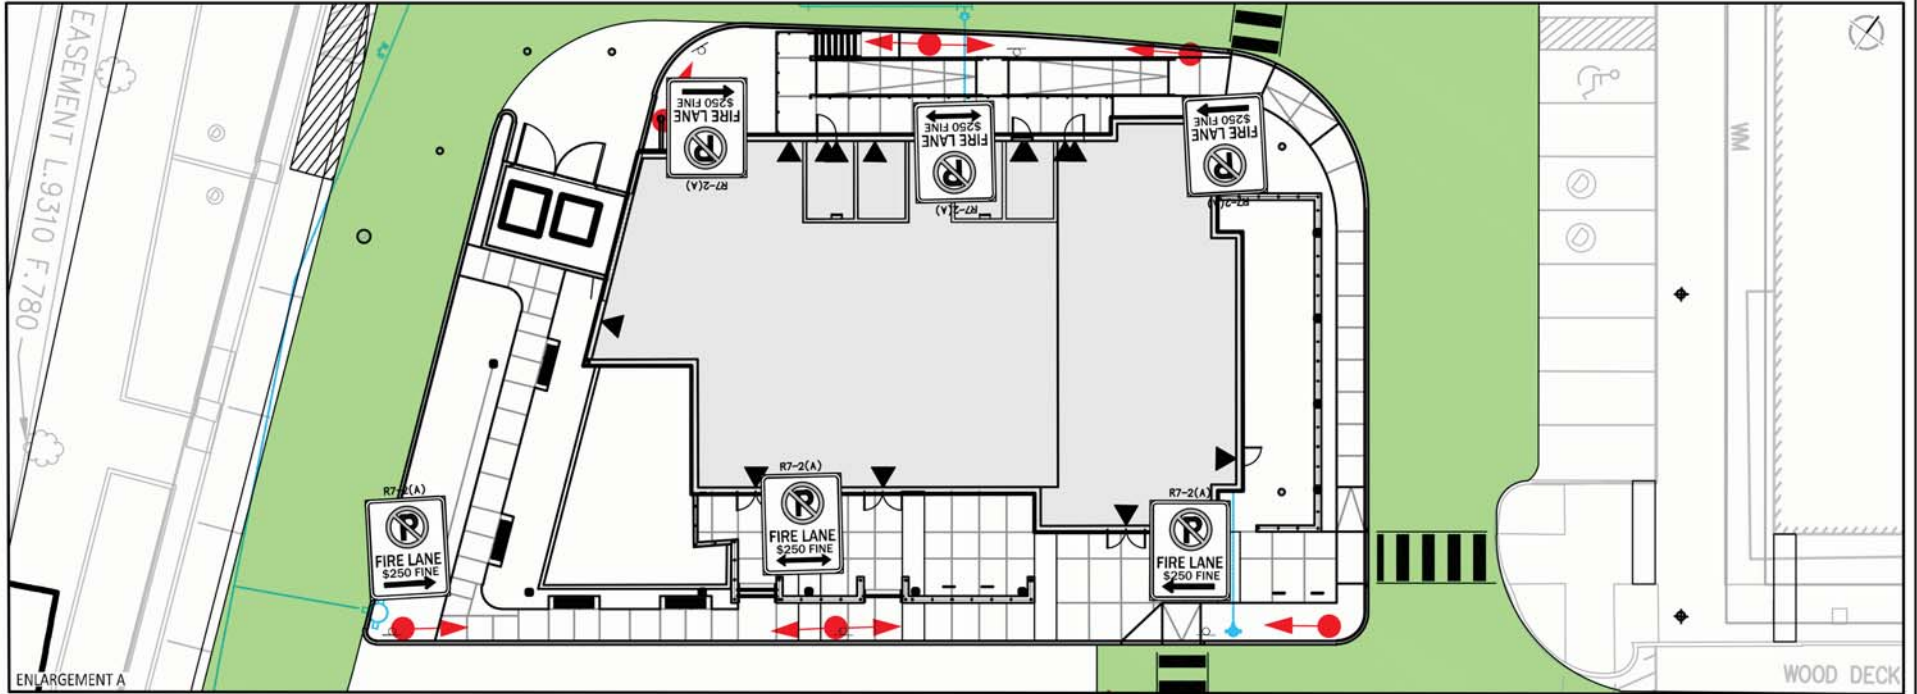 EASEMENT L.9310 F.780
$250 FINE
FIRE LANE
P
R7-2(A)
$250 FINE
FIRE LANE
P
R7-2(A)
$250 FINE
FIRE LANE
P
R7-2(A)
WM
R7-2(A)
P
FIRE LANE
$250 FINE
R7-2(A)
P
FIRE LANE
$250 FINE
R7-2(A)
P
FIRE LANE
$250 FINE
ENLARGEMENT A
WOOD DECK